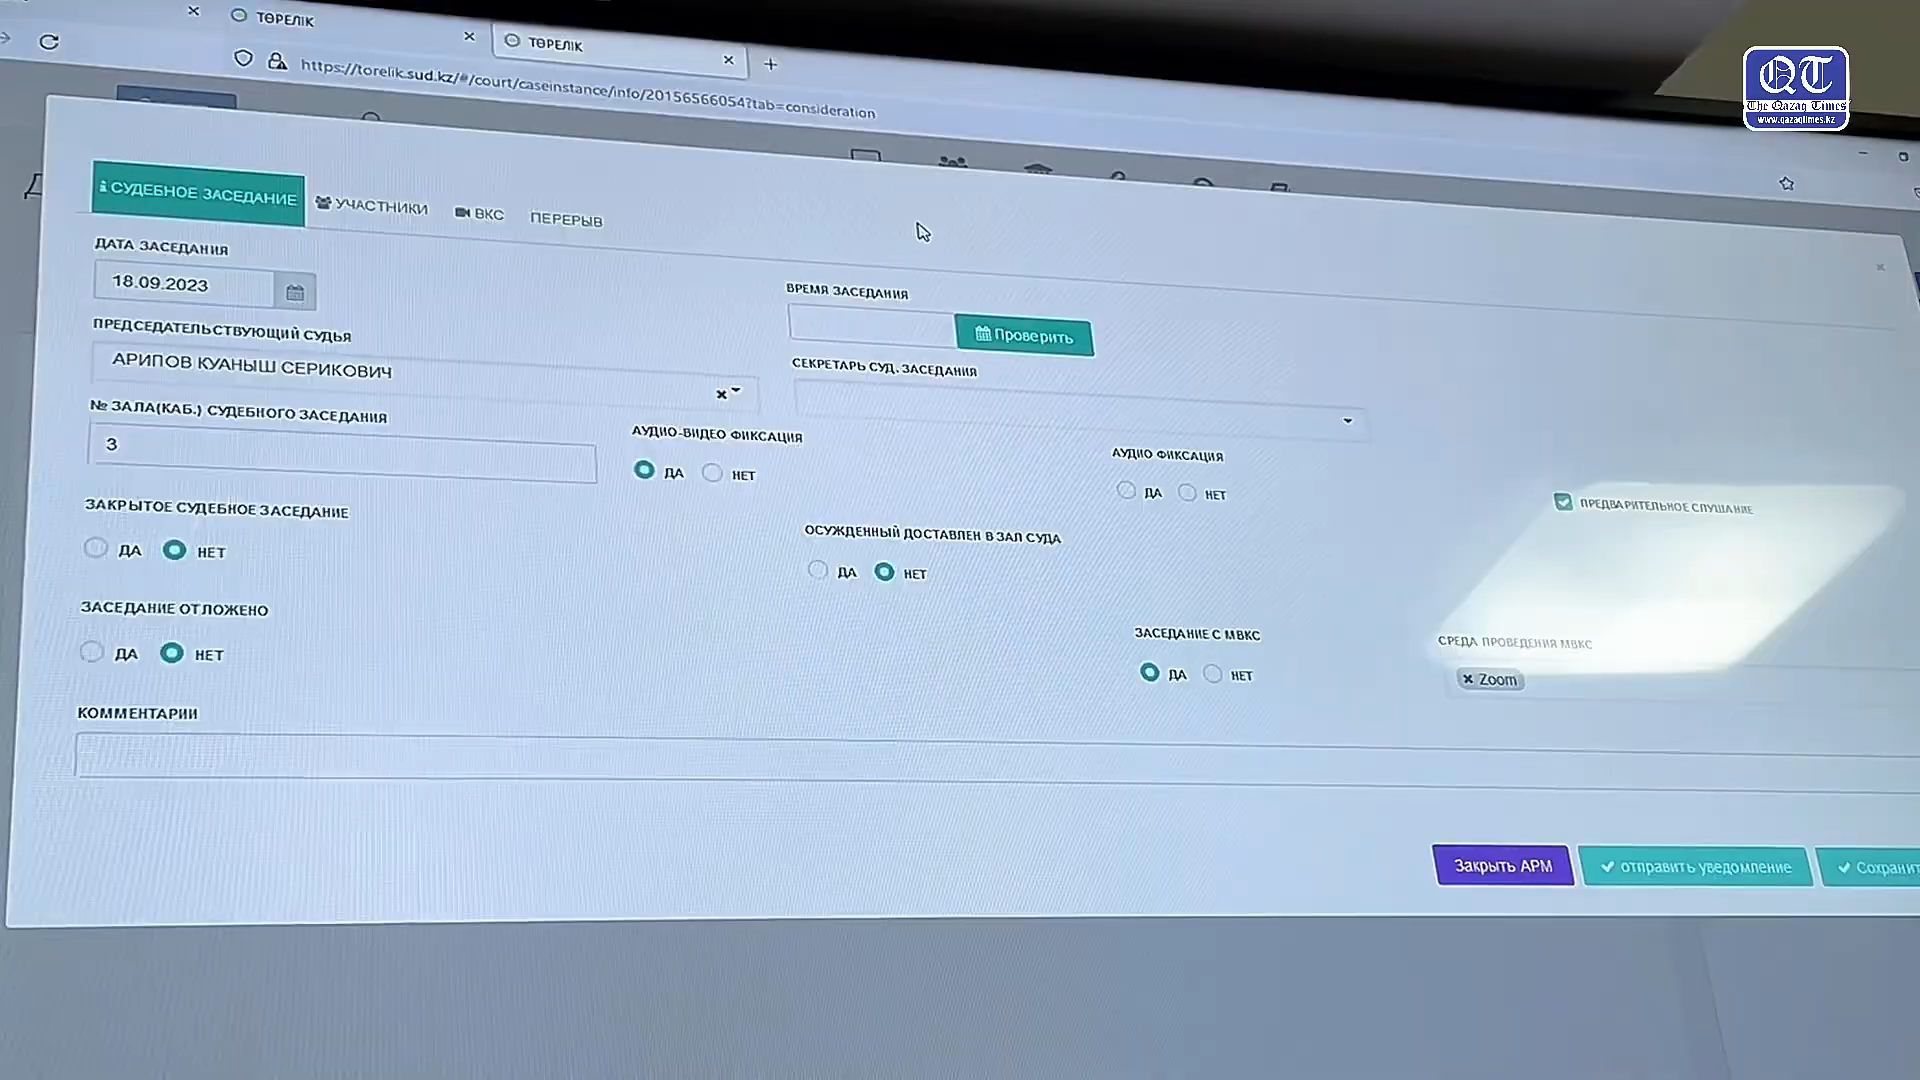 ТӨРЕЛІК
ТӨРЕЛІК
https://torelik.sud.kz/#/court/caseinstance/info/20156566054?tab=consideration
QT
The Qazaq Times
www.qazaqtimes.kz
СУДЕБНОЕ ЗАСЕДАНИЕ УЧАСТНИКИ ВКС ПЕРЕРЫВ
ДАТА ЗАСЕДАНИЯ
18.09.2023
ВРЕМЯ ЗАСЕДАНИЯ
Проверить
ПРЕДСЕДАТЕЛЬСТВУЮЩИЙ СУДЬЯ
АРИПОВ КУАНЫШ СЕРИКОВИЧ
СЕКРЕТАРЬ СУД. ЗАСЕДАНИЯ
№ ЗАЛА(КАБ.) СУДЕБНОГО ЗАСЕДАНИЯ
3
АУДИО-ВИДЕО ФИКСАЦИЯ
ДА НЕТ
АУДИО ФИКСАЦИЯ
ДА НЕТ
ПРЕДВАРИТЕЛЬНОЕ СЛУШАНИЕ
ЗАКРЫТОЕ СУДЕБНОЕ ЗАСЕДАНИЕ
ДА НЕТ
ОСУЖДЕННЫЙ ДОСТАВЛЕН В ЗАЛ СУДА
ДА НЕТ
ЗАСЕДАНИЕ ОТЛОЖЕНО
ДА НЕТ
ЗАСЕДАНИЕ С МВКС
ДА НЕТ
СРЕДА ПРОВЕДЕНИЯ МВКС
Zoom
КОММЕНТАРИИ
Закрыть АРМ отправить уведомление Сохранит